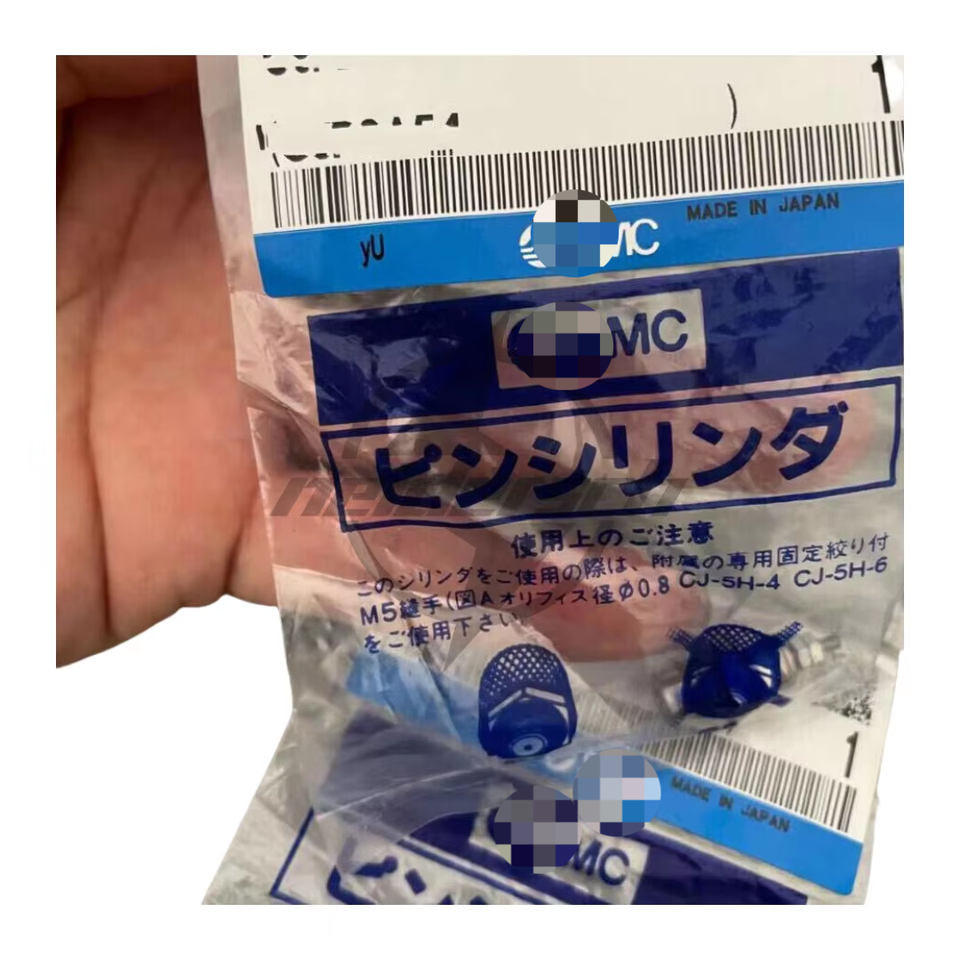 1
MADE IN JAPAN
yU
MC
MC
ピンシリンダ
使用上のご注意
このシリンダをご使用の際は、附属の専用固定絞り付
M5継手(図Aオリフィス径Φ0.8 CJ-5H-4 CJ-5H-6
をご使用下さい
1
MADE IN JAPAN
MC